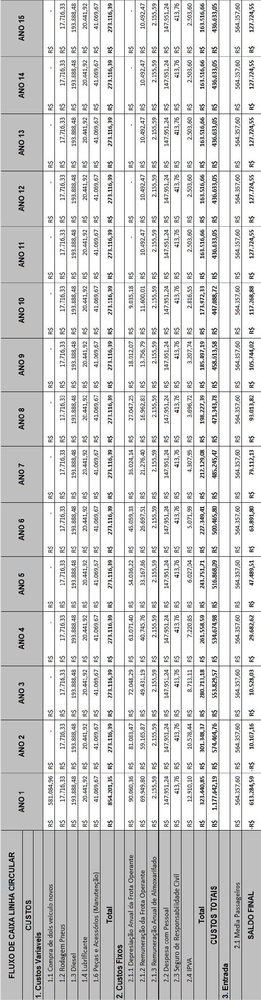 FLUXO DE CAIXA LINHA CIRCULAR ANO 1 ANO 2 ANO 3 ANO 4 ANO 5 ANO 6 ANO 7 ANO 8 ANO 9 ANO 10 ANO 11 ANO 12 ANO 13 ANO 14 ANO 15
CUSTOS
1. Custos Variaveis
1.1 Compra de dois veiculo novos R$ 581.084,96 R$ - R$ - R$ - R$ - R$ - R$ - R$ - R$ - R$ - R$ - R$ - R$ - R$ - R$ -
1.2 Rodagem Pneus R$ 17.716,33 R$ 17.716,33 R$ 17.716,33 R$ 17.716,33 R$ 17.716,33 R$ 17.716,33 R$ 17.716,33 R$ 17.716,33 R$ 17.716,33 R$ 17.716,33 R$ 17.716,33 R$ 17.716,33 R$ 17.716,33 R$ 17.716,33 R$ 17.716,33
1.3 Diesel R$ 193.888,48 R$ 193.888,48 R$ 193.888,48 R$ 193.888,48 R$ 193.888,48 R$ 193.888,48 R$ 193.888,48 R$ 193.888,48 R$ 193.888,48 R$ 193.888,48 R$ 193.888,48 R$ 193.888,48 R$ 193.888,48 R$ 193.888,48 R$ 193.888,48
1.4 Lubrificante R$ 20.441,92 R$ 20.441,92 R$ 20.441,92 R$ 20.441,92 R$ 20.441,92 R$ 20.441,92 R$ 20.441,92 R$ 20.441,92 R$ 20.441,92 R$ 20.441,92 R$ 20.441,92 R$ 20.441,92 R$ 20.441,92 R$ 20.441,92 R$ 20.441,92
1.6 Peças e Acessórios (Manutenção) R$ 41.069,67 R$ 41.069,67 R$ 41.069,67 R$ 41.069,67 R$ 41.069,67 R$ 41.069,67 R$ 41.069,67 R$ 41.069,67 R$ 41.069,67 R$ 41.069,67 R$ 41.069,67 R$ 41.069,67 R$ 41.069,67 R$ 41.069,67 R$ 41.069,67
Total R$ 854.201,35 R$ 273.116,39 R$ 273.116,39 R$ 273.116,39 R$ 273.116,39 R$ 273.116,39 R$ 273.116,39 R$ 273.116,39 R$ 273.116,39 R$ 273.116,39 R$ 273.116,39 R$ 273.116,39 R$ 273.116,39 R$ 273.116,39 R$ 273.116,39
2. Custos Fixos
2.1.1 Depresiação Anual da Frota Operante R$ 90.060,36 R$ 81.083,47 R$ 72.048,29 R$ 63.071,40 R$ 54.036,22 R$ 45.059,33 R$ 36.024,14 R$ 27.047,25 R$ 18.012,07 R$ 9.035,18 R$ - R$ - R$ - R$ - R$ -
2.1.2 Remuneração da Frota Operante R$ 69.949,80 R$ 59.165,87 R$ 49.431,19 R$ 40.745,76 R$ 33.167,86 R$ 26.697,51 R$ 21.276,40 R$ 16.962,83 R$ 13.756,79 R$ 11.600,01 R$ 10.492,47 R$ 10.492,47 R$ 10.492,47 R$ 10.492,47 R$ 10.492,47
2.1.3 Remuneração Anual de Almoxarifado R$ 2.155,59 R$ 2.155,59 R$ 2.155,59 R$ 2.155,59 R$ 2.155,59 R$ 2.155,59 R$ 2.155,59 R$ 2.155,59 R$ 2.155,59 R$ 2.155,59 R$ 2.155,59 R$ 2.155,59 R$ 2.155,59 R$ 2.155,59 R$ 2.155,59
2.2 Despesa com Pessoal R$ 147.951,24 R$ 147.951,24 R$ 147.951,24 R$ 147.951,24 R$ 147.951,24 R$ 147.951,24 R$ 147.951,24 R$ 147.951,24 R$ 147.951,24 R$ 147.951,24 R$ 147.951,24 R$ 147.951,24 R$ 147.951,24 R$ 147.951,24 R$ 147.951,24
2.3 Seguro de Responsabilidade Civil R$ 413,76 R$ 413,76 R$ 413,76 R$ 413,76 R$ 413,76 R$ 413,76 R$ 413,76 R$ 413,76 R$ 413,76 R$ 413,76 R$ 413,76 R$ 413,76 R$ 413,76 R$ 413,76 R$ 413,76
2.4 IPVA R$ 12.910,10 R$ 10.578,44 R$ 8.713,11 R$ 7.220,85 R$ 6.027,04 R$ 5.071,99 R$ 4.307,95 R$ 3.696,72 R$ 3.207,74 R$ 2.816,55 R$ 2.503,60 R$ 2.503,60 R$ 2.503,60 R$ 2.503,60 R$ 2.503,60
Total R$ 323.440,85 R$ 301.348,37 R$ 280.713,18 R$ 261.558,59 R$ 243.751,71 R$ 227.349,41 R$ 212.129,08 R$ 198.227,39 R$ 185.497,19 R$ 173.972,33 R$ 163.516,66 R$ 163.516,66 R$ 163.516,66 R$ 163.516,66 R$ 163.516,66
CUSTOS TOTAIS R$ 1.177.642,19 R$ 574.464,76 R$ 553.829,57 R$ 534.674,98 R$ 516.868,09 R$ 500.465,80 R$ 485.245,47 R$ 471.343,78 R$ 458.613,58 R$ 447.088,72 R$ 436.633,05 R$ 436.633,05 R$ 436.633,05 R$ 436.633,05 R$ 436.633,05
3. Entrada
2.1 Media Passageiros R$ 564.357,60 R$ 564.357,60 R$ 564.357,60 R$ 564.357,60 R$ 564.357,60 R$ 564.357,60 R$ 564.357,60 R$ 564.357,60 R$ 564.357,60 R$ 564.357,60 R$ 564.357,60 R$ 564.357,60 R$ 564.357,60 R$ 564.357,60 R$ 564.357,60
SALDO FINAL -R$ 613.284,59 -R$ 10.107,16 R$ 10.528,03 R$ 29.682,62 R$ 47.489,51 R$ 63.891,80 R$ 79.112,13 R$ 93.013,82 R$ 105.744,02 R$ 117.268,88 R$ 127.724,55 R$ 127.724,55 R$ 127.724,55 R$ 127.724,55 R$ 127.724,55